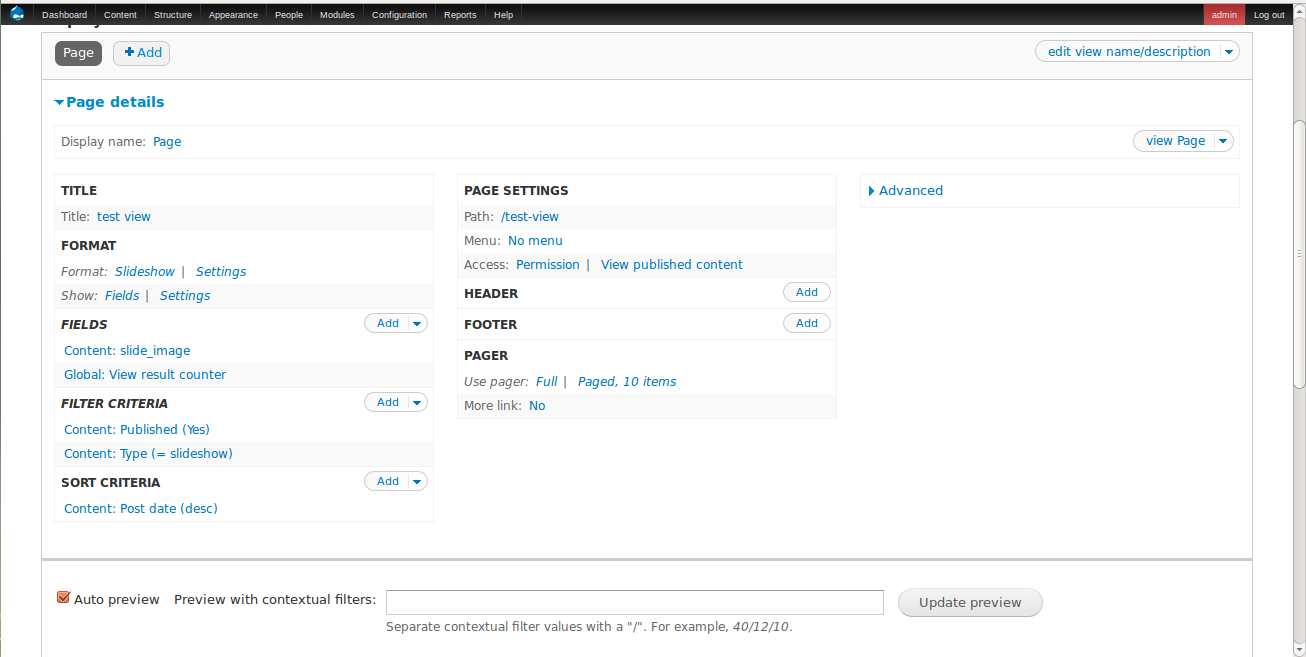 Dashboard Content Structure Appearance People Modules Configuration Reports Help admin Log out
Page + Add edit view name/description
Page details
Display name: Page view Page
TITLE
Title: test view
FORMAT
Format: Slideshow | Settings
Show: Fields | Settings
FIELDS Add
Content: slide_image
Global: View result counter
FILTER CRITERIA Add
Content: Published (Yes)
Content: Type (= slideshow)
SORT CRITERIA Add
Content: Post date (desc)
PAGE SETTINGS
Path: /test-view
Menu: No menu
Access: Permission | View published content
HEADER Add
FOOTER Add
PAGER
Use pager: Full | Paged, 10 items
More link: No
Advanced
Auto preview Preview with contextual filters: Update preview
Separate contextual filter values with a "/". For example, 40/12/10.